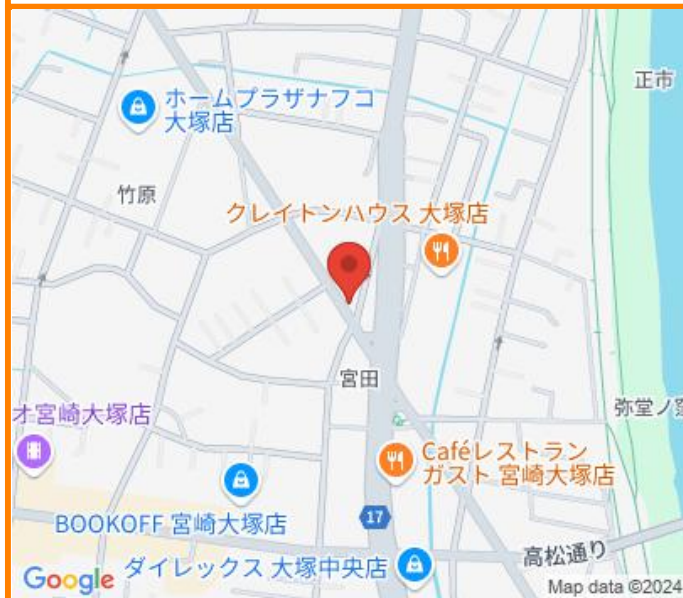 正市
ホームプラザナフコ
大塚店
竹原
クレイトンハウス 大塚店
宮田
弥堂ノ窪
オ宮崎大塚店
Caféレストラン
ガスト 宮崎大塚店
BOOKOFF 宮崎大塚店
17
高松通り
ダイレックス 大塚中央店
Google
Map data ©2024